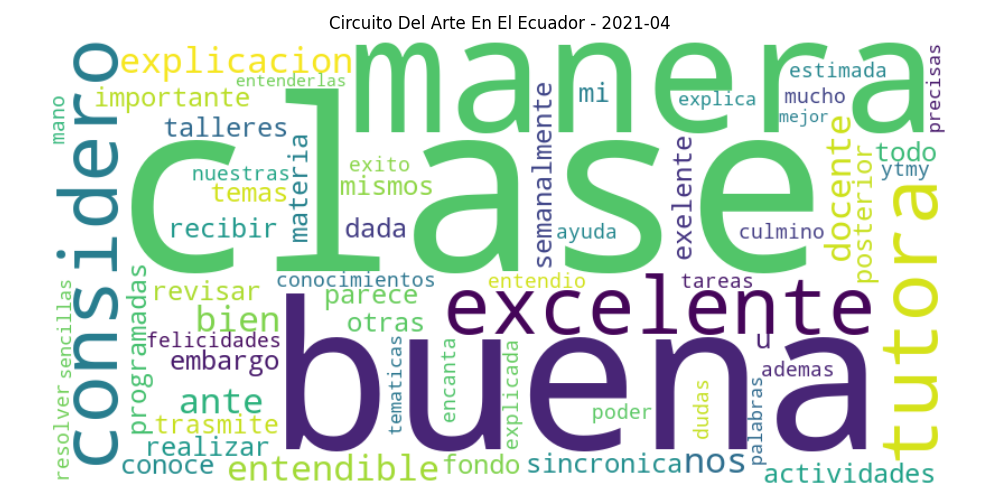 Circuito Del Arte En El Ecuador - 2021-04
considero
explicacion
entenderlas
importante
mano
talleres
nuestras
temas
recibir
materia
exito
mismos
dada
manera
clase
semanalmente
mi
ayuda
explica
exelente
estimada
mucho
mejor
precisas
todo
ytmy
docente
posterior
culmino
tutora
conocimientos
entendio
tareas
revisar
parece
otras
excelente
bien
felicidades
embargo
programadas
sencillas
resolver
buena
u
ademas
ante
trasmite
realizar
conoce
tematicas
encanta
explicada
poder
dudas
palabras
entendible
fondo
sincronica
nos
actividades